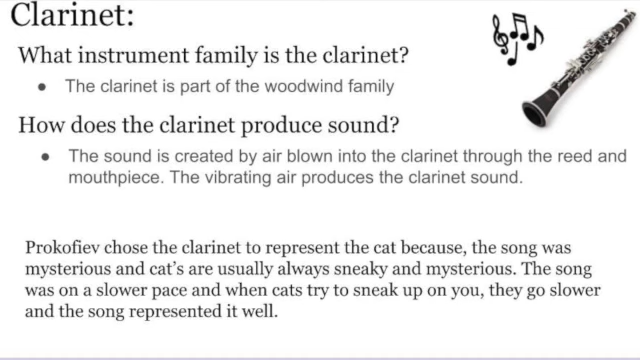 Clarinet:
What instrument family is the clarinet?
● The clarinet is part of the woodwind family
How does the clarinet produce sound?
● The sound is created by air blown into the clarinet through the reed and
mouthpiece. The vibrating air produces the clarinet sound.
Prokofiev chose the clarinet to represent the cat because, the song was
mysterious and cat’s are usually always sneaky and mysterious. The song
was on a slower pace and when cats try to sneak up on you, they go slower
and the song represented it well.